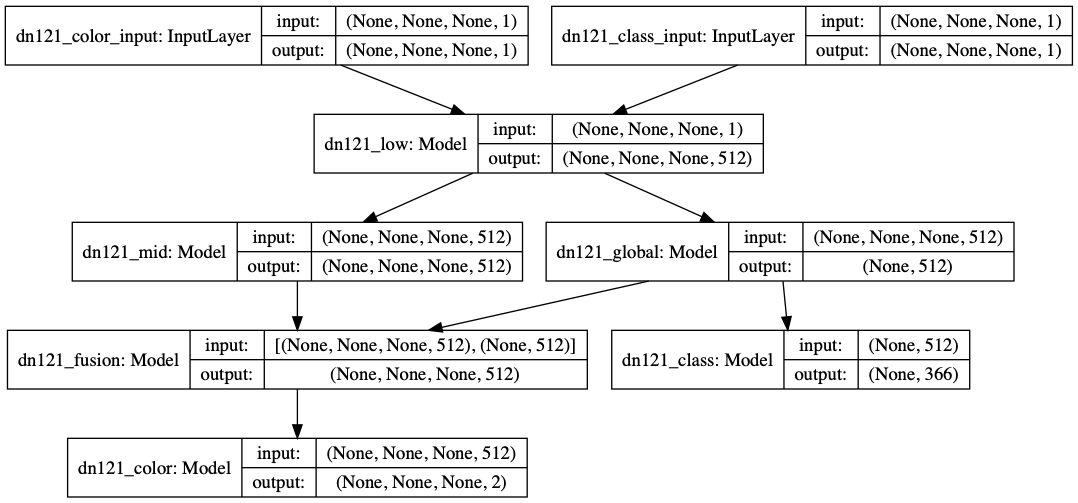 dn121_color_input: InputLayer
input: (None, None, None, 1)
output: (None, None, None, 1)
dn121_class_input: InputLayer
input: (None, None, None, 1)
output: (None, None, None, 1)
dn121_low: Model
input: (None, None, None, 1)
output: (None, None, None, 512)
dn121_mid: Model
input: (None, None, None, 512)
output: (None, None, None, 512)
dn121_global: Model
input: (None, None, None, 512)
output: (None, 512)
dn121_fusion: Model
input: [(None, None, None, 512), (None, 512)]
output: (None, None, None, 512)
dn121_class: Model
input: (None, 512)
output: (None, 366)
dn121_color: Model
input: (None, None, None, 512)
output: (None, None, None, 2)